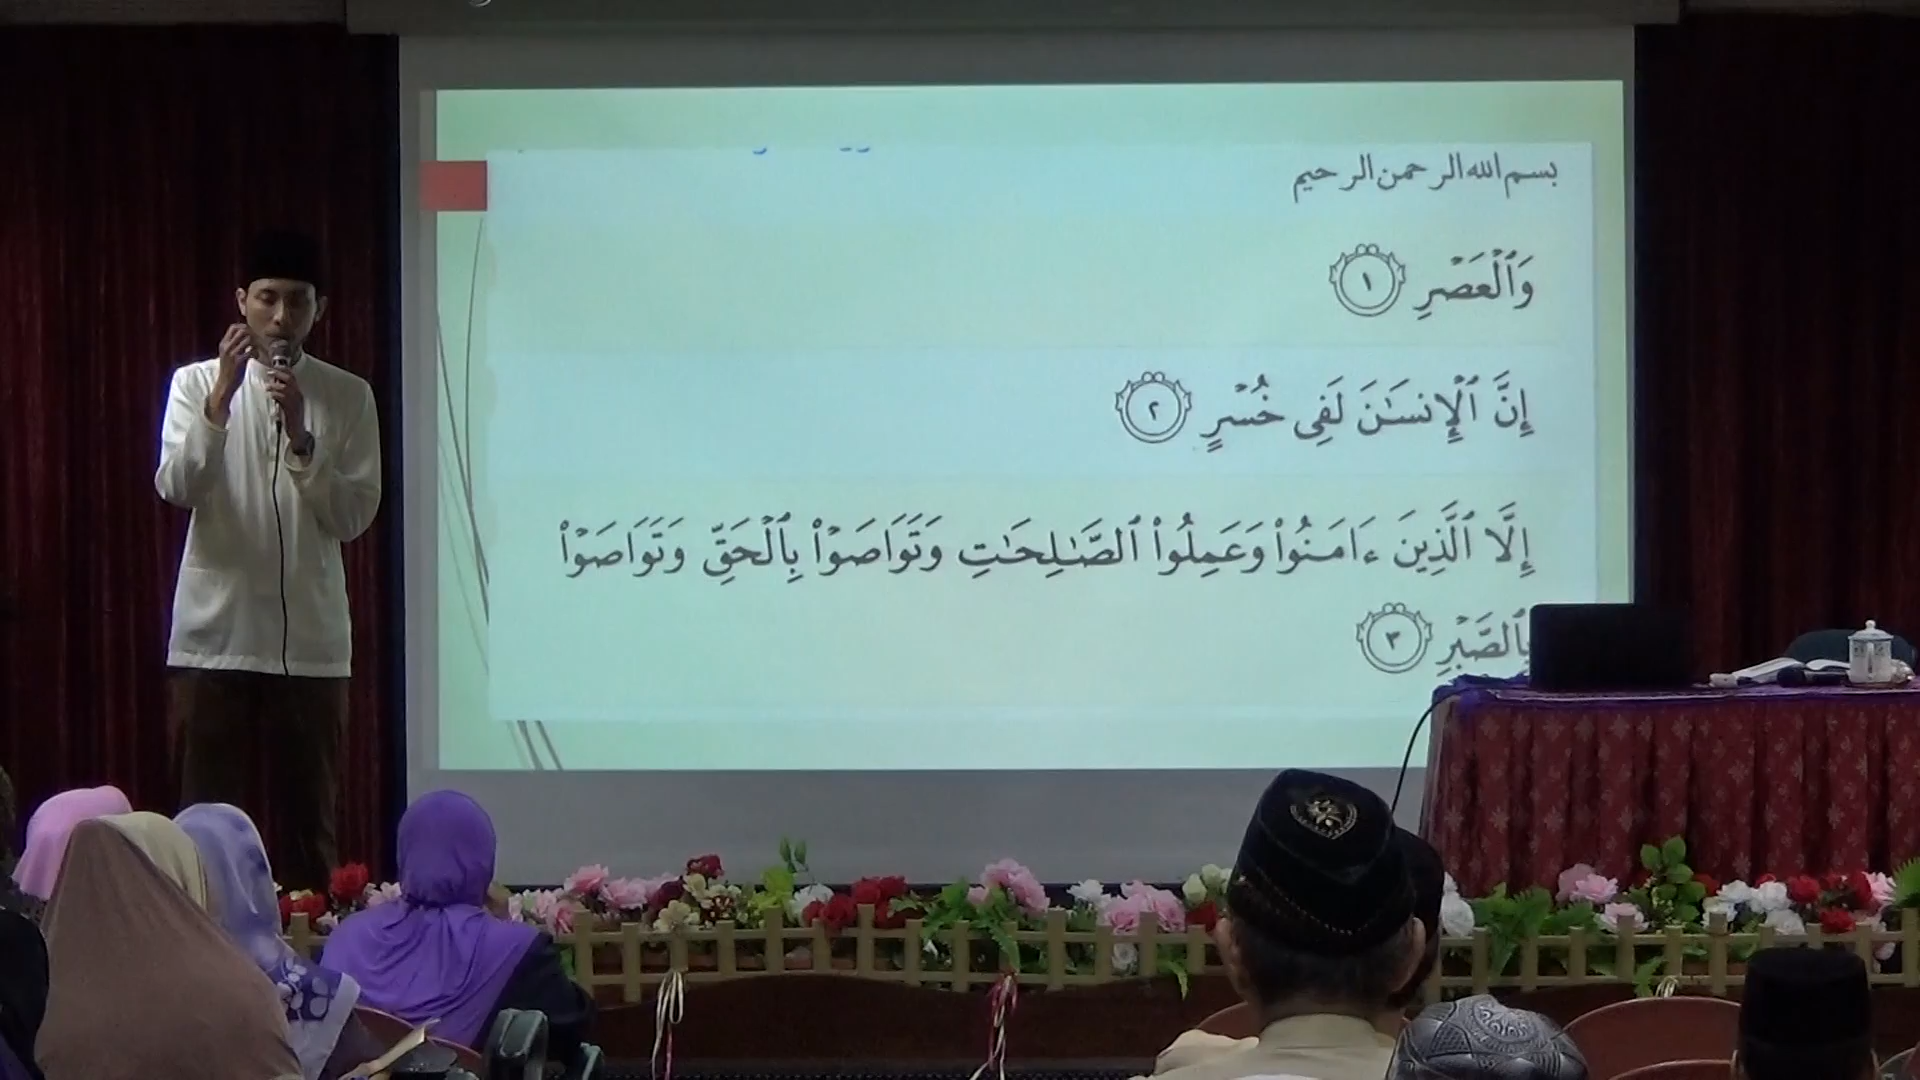 بسم الله الرحمن الرحيم
وَٱلْعَصْرِ ١
إِنَّ ٱلْإِنسَـٰنَ لَفِى خُسْرٍ ٢
إِلَّا ٱلَّذِينَ ءَامَنُوا۟ وَعَمِلُوا۟ ٱلصَّـٰلِحَـٰتِ وَتَوَاصَوْا۟ بِٱلْحَقِّ وَتَوَاصَوْا۟
بِٱلصَّبْرِ ٣